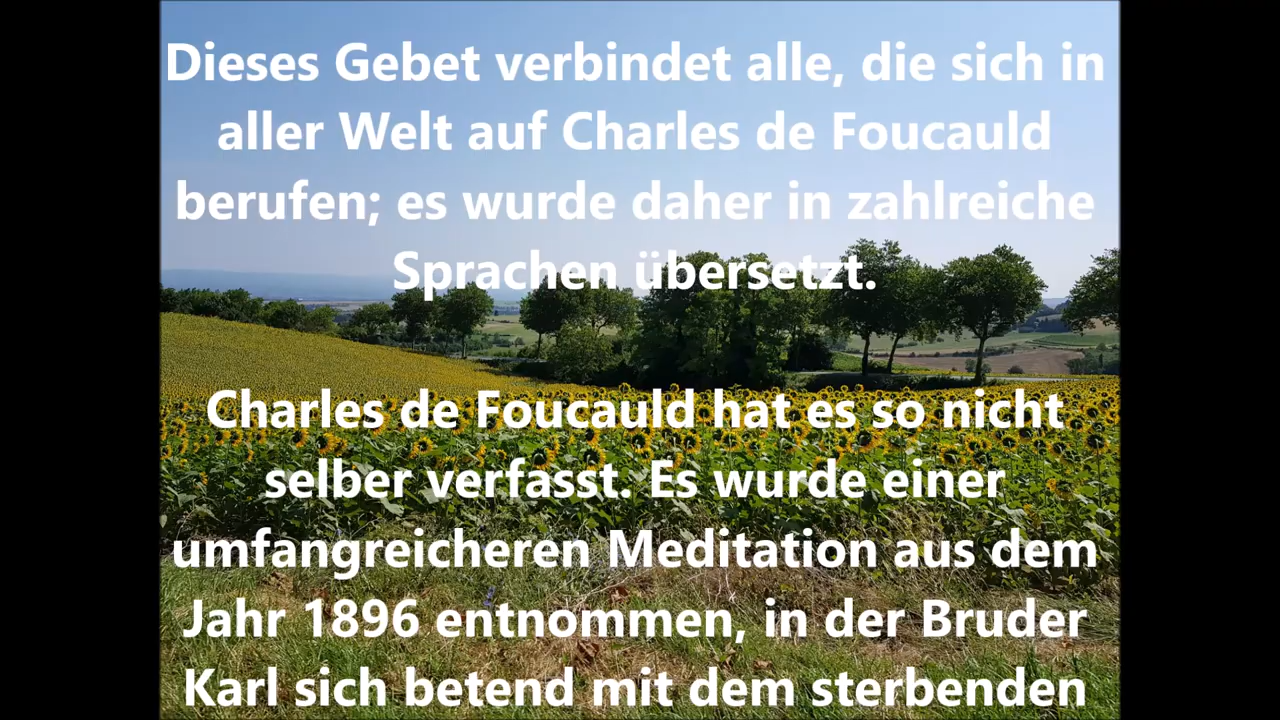 Dieses Gebet verbindet alle, die sich in
aller Welt auf Charles de Foucauld
berufen; es wurde daher in zahlreiche
Sprachen übersetzt.
Charles de Foucauld hat es so nicht
selber verfasst. Es wurde einer
umfangreicheren Meditation aus dem
Jahr 1896 entnommen, in der Bruder
Karl sich betend mit dem sterbenden